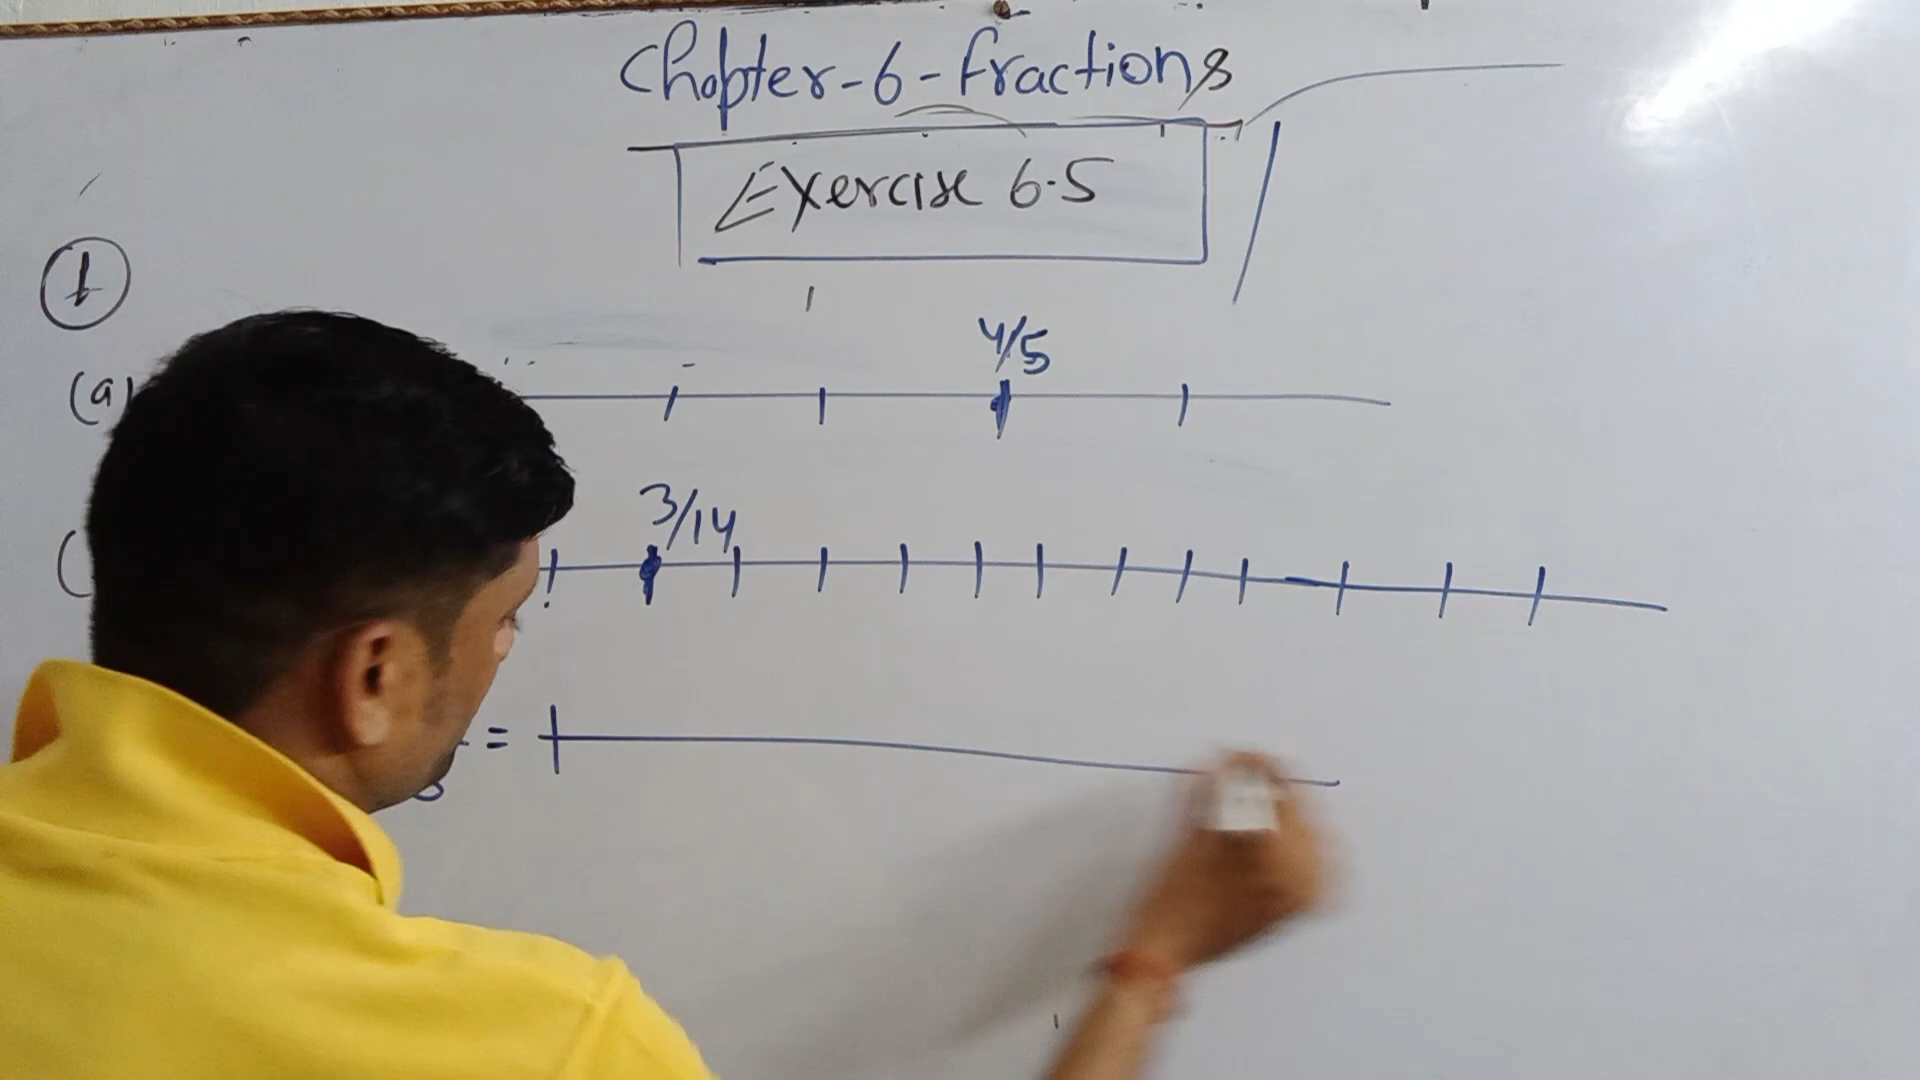 Chapter-6-fractions
Exercise 6.5
1
(a)
4/5
3/14
=